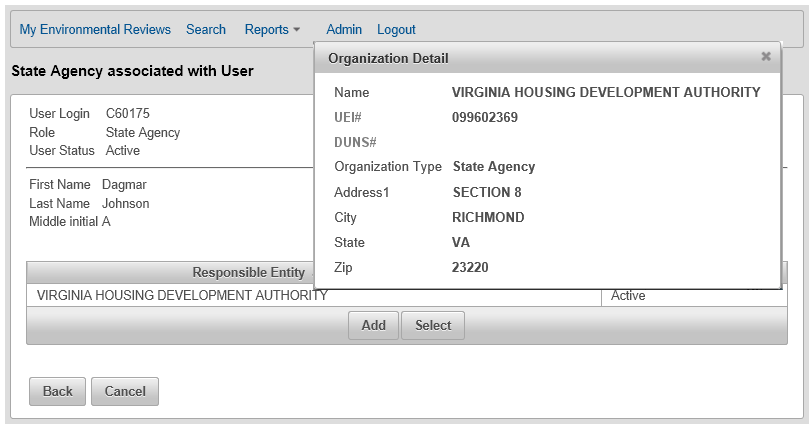 My Environmental Reviews Search Reports Admin Logout
State Agency associated with User
User Login C60175
Role State Agency
User Status Active
First Name Dagmar
Last Name Johnson
Middle initial A
Organization Detail
Name VIRGINIA HOUSING DEVELOPMENT AUTHORITY
UEI# 099602369
DUNS#
Organization Type State Agency
Address1 SECTION 8
City RICHMOND
State VA
Zip 23220
Responsible Entity
VIRGINIA HOUSING DEVELOPMENT AUTHORITY Active
Add Select
Back Cancel